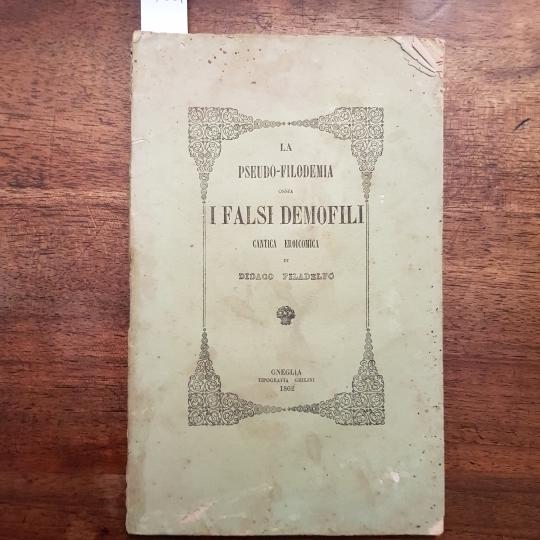 LA
PSEUDO-FILODEMIA
OSSIA
I FALSI DEMOFILI
CANTICA EROICOMICA
DI
DIDACO FILADELFO
ONEGLIA
TIPOGRAFIA GHILINI
1862